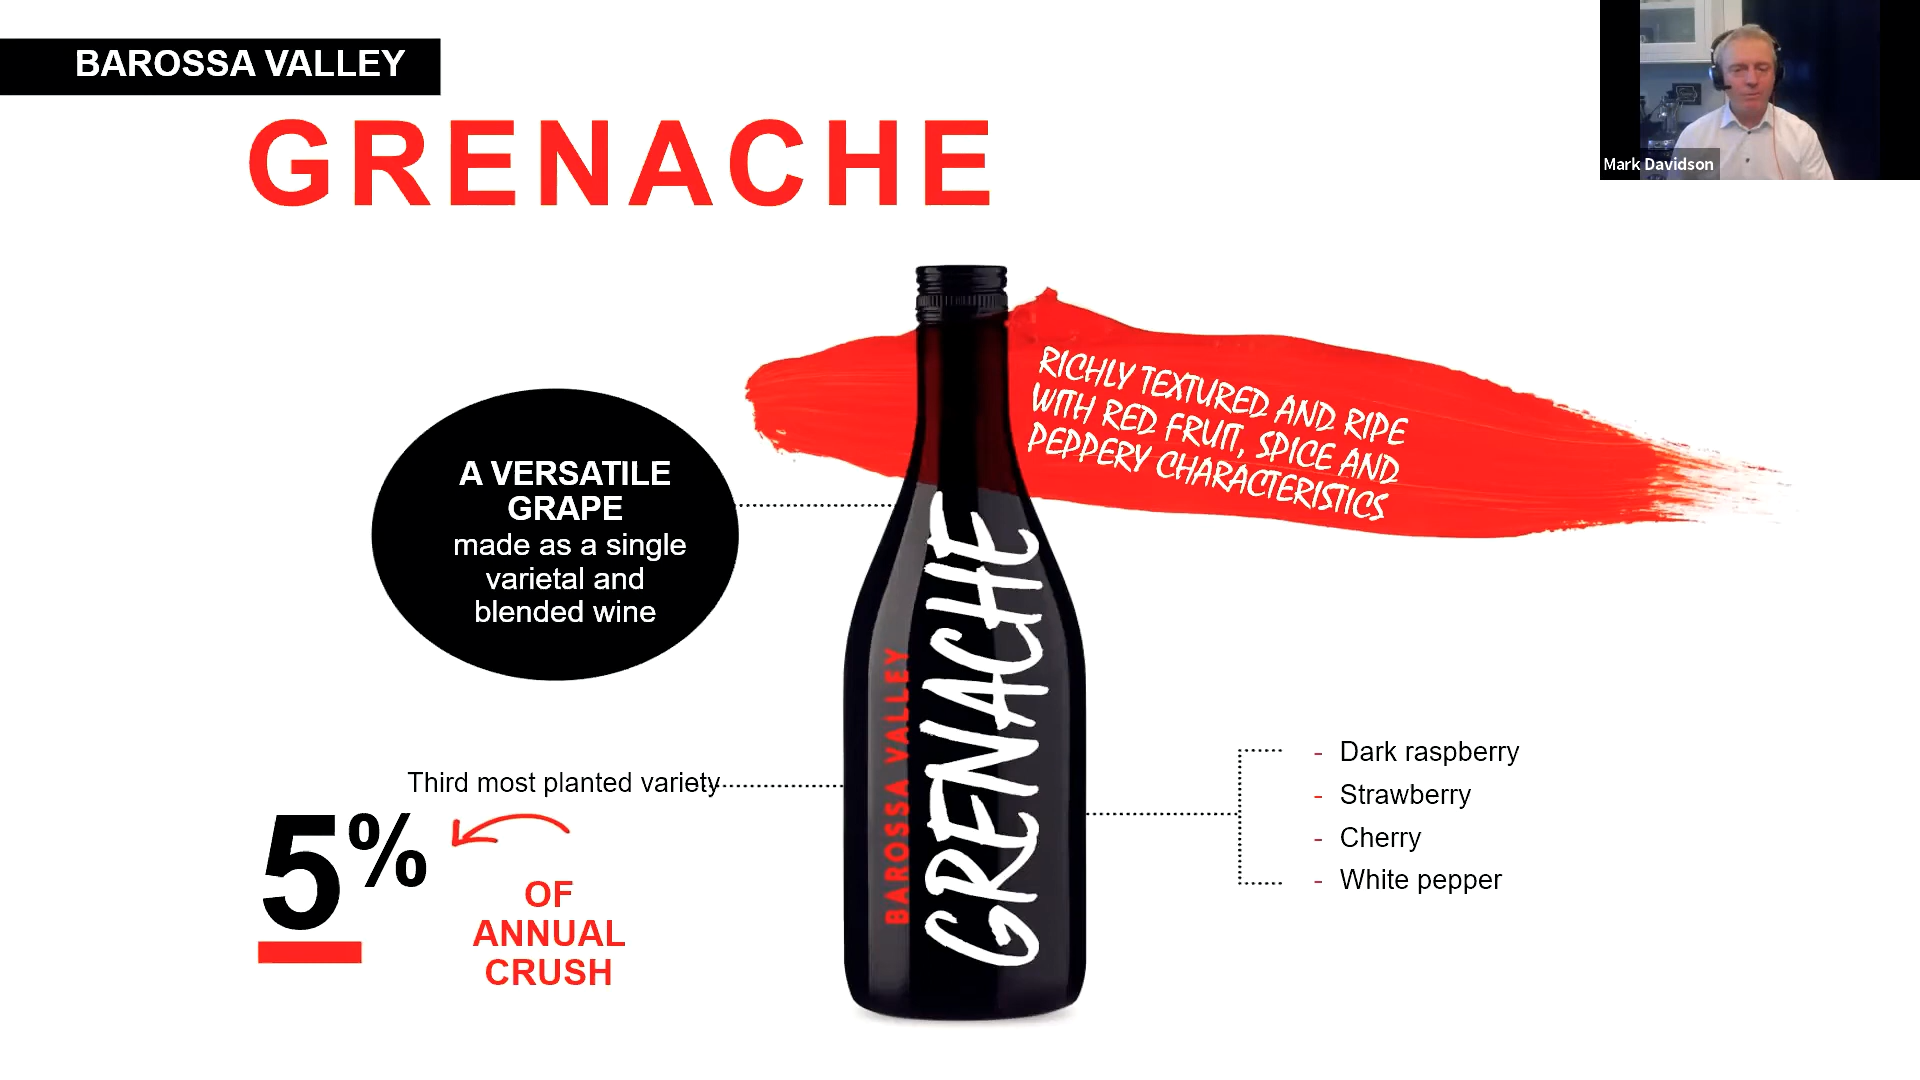 BAROSSA VALLEY
GRENACHE
Mark Davidson
RICHLY TEXTURED AND RIPE
WITH RED FRUIT, SPICE AND
PEPPERY CHARACTERISTICS
A VERSATILE
GRAPE
made as a single
varietal and
blended wine
BAROSSA VALLEY
GRENACHE
Third most planted variety
5%
OF
ANNUAL
CRUSH
- Dark raspberry
- Strawberry
- Cherry
- White pepper